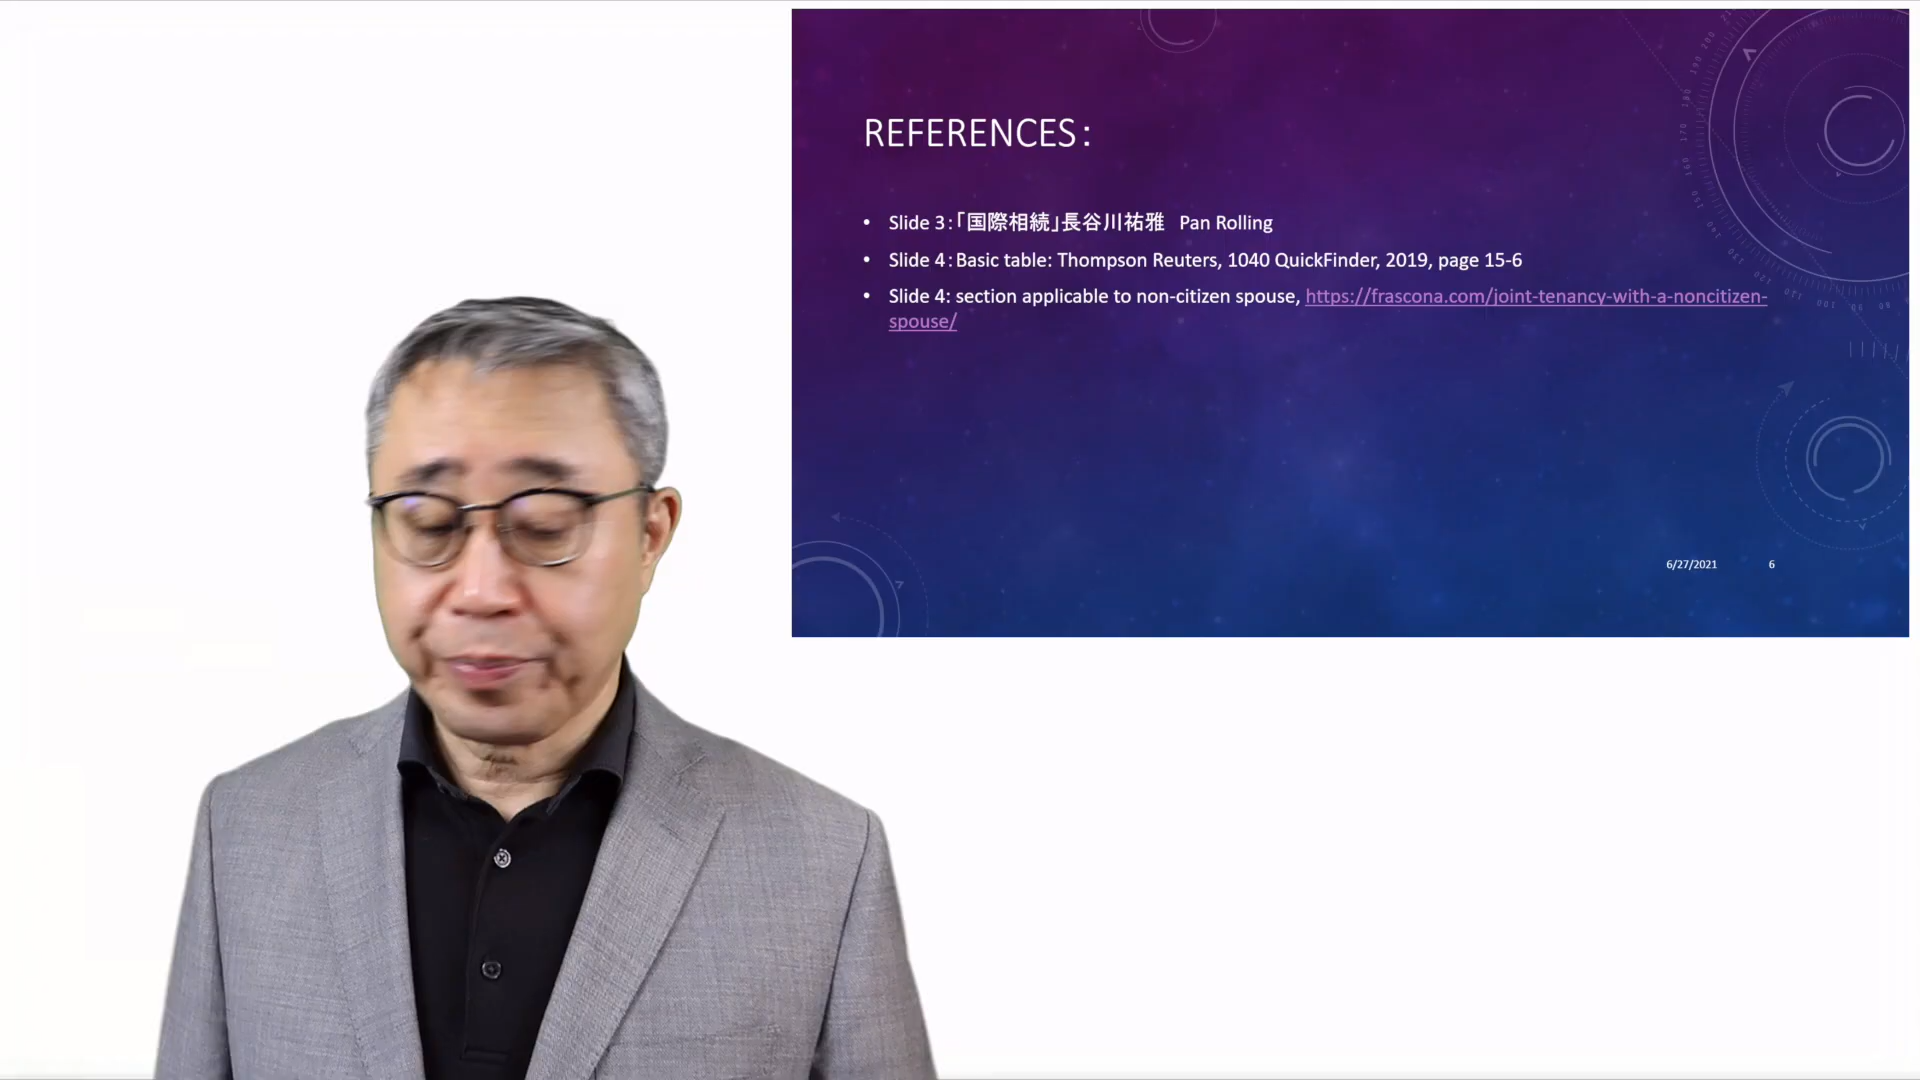 REFERENCES:
• Slide 3:「国際相続」長谷川祐雅 Pan Rolling
• Slide 4:Basic table: Thompson Reuters, 1040 QuickFinder, 2019, page 15-6
• Slide 4: section applicable to non-citizen spouse, https://frascona.com/joint-tenancy-with-a-noncitizen-
spouse/
6/27/2021 6